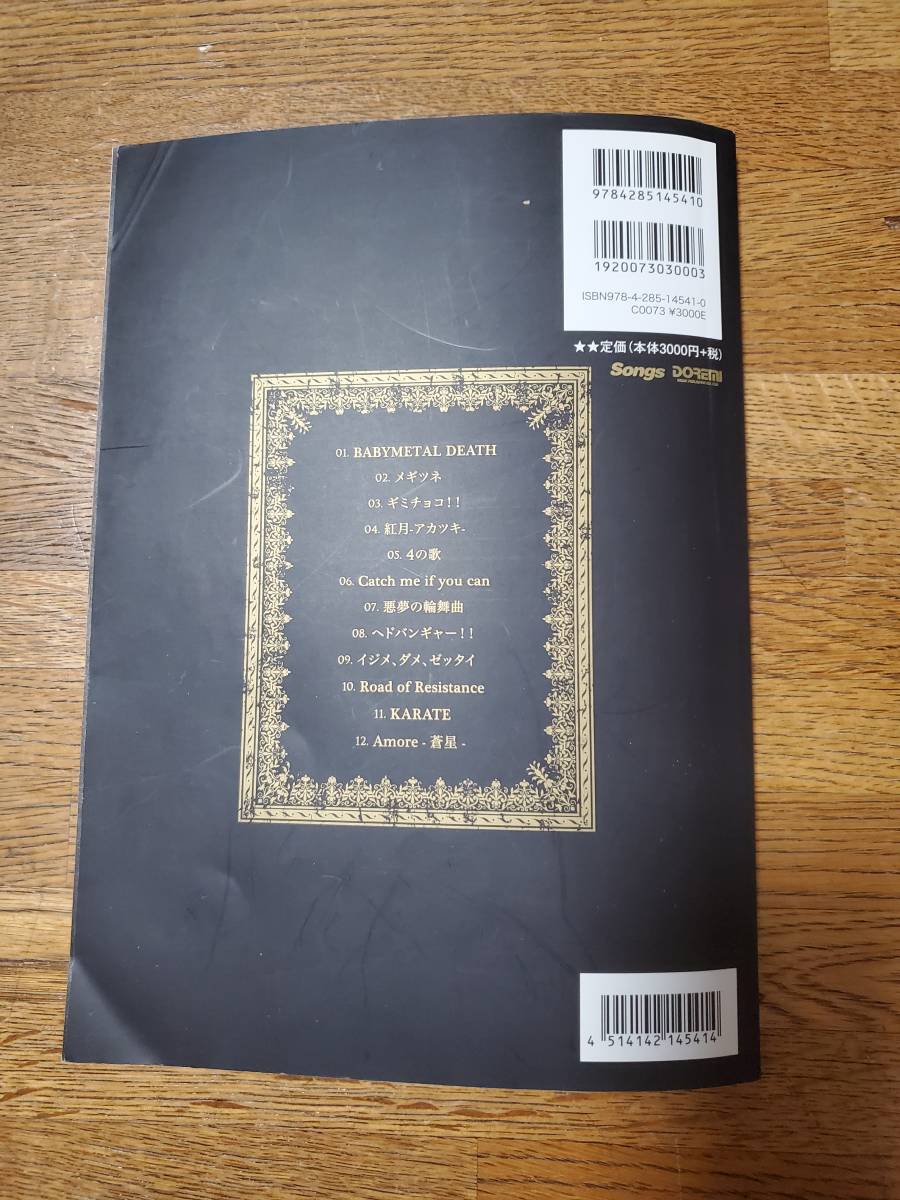 9784285145410
1920073030003
ISBN978-4-285-14541-0
C0073 ¥3000E
★★定価(本体3000円+税)
Songs DOREMI
01. BABYMETAL DEATH
02. メギツネ
03. ギミチョコ!!
04. 紅月-アカツキ-
05. 4の歌
06. Catch me if you can
07. 悪夢の輪舞曲
08. ヘドバンギャー!!
09. イジメ、ダメ、ゼッタイ
10. Road of Resistance
11. KARATE
12. Amore - 蒼星 -
4 514142 145414